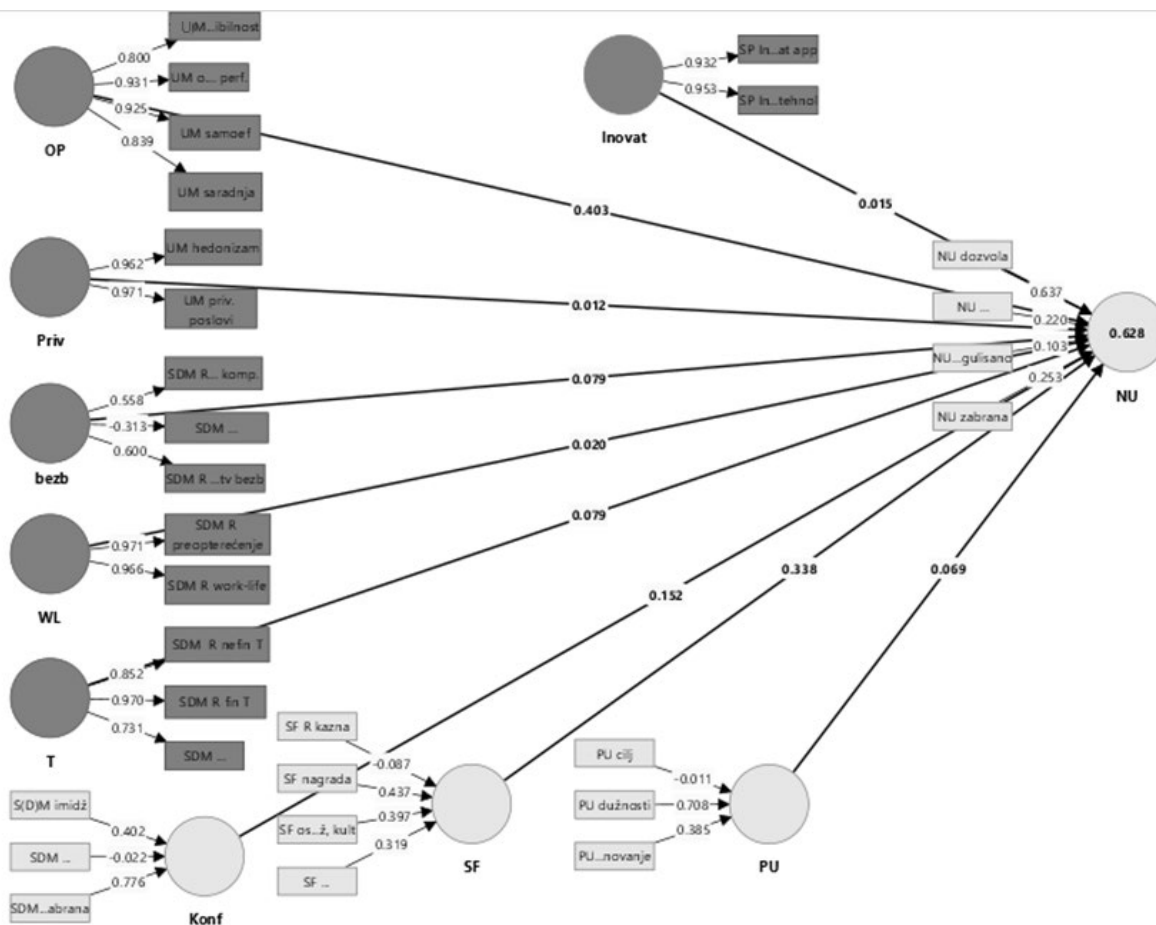 UM...ibilnost
0.800
UM o... perf.
0.931
0.925
UM samoef
0.839
OP
UM saradnja
SP In...at app
0.932
0.953
SP In...tehnol
Inovat
0.015
0.403
UM hedonizam
0.962
0.971
UM priv.
poslovi
Priv
0.012
NU dozvola
0.637
NU ...
0.220
0.103
NU...gulisano
0.253
NU zabrana
0.628
NU
SDM R... komp.
0.558
-0.313
SDM ...
0.600
bezb
SDM R ...tv bezb
0.079
0.020
SDM R
preopterećenje
0.971
0.966
SDM R work-life
WL
0.079
SDM R nefin T
0.852
0.970
SDM R fin T
0.731
T
SDM ...
0.152
0.338
0.069
S(D)M imidž
0.402
SDM ...
-0.022
0.776
SDM...abrana
Konf
SF R kazna
-0.087
SF nagrada
0.437
0.397
SF os...ž, kult
0.319
SF ...
SF
PU cilj
-0.011
PU dužnosti
0.708
0.385
PU...novanje
PU